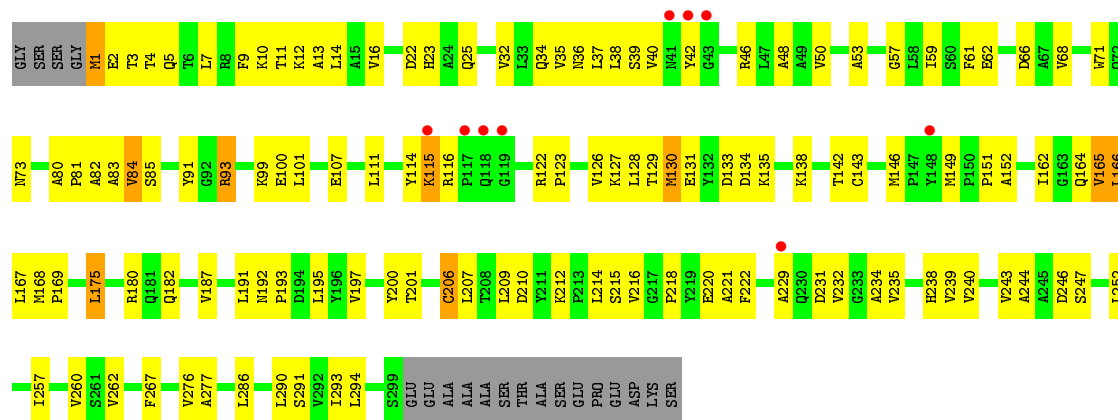 GLY SER SER GLY M1 E2 T3 T4 Q5 T6 L7 R8 F9 K10 T11 K12 A13 L14 A15 V16 D22 H23 A24 Q25 V32 L33 Q34 V35 N36 L37 L38 S39 V40 N41 Y42 G43 R46 L47 A48 A49 V50 A53 G57 L58 I59 S60 F61 E62 D66 A67 V68 W71 Q72
N73 A80 P81 A82 A83 V84 S85 Y91 G92 R93 K99 E100 L101 E107 L111 Y114 K115 R116 P117 Q118 G119 R122 P123 V126 K127 L128 T129 M130 E131 Y132 D133 D134 K135 K138 T142 C143 M146 P147 Y148 M149 P150 P151 A152 I162 G163 Q164 V165 I166
L167 M168 P169 L175 R180 Q181 Q182 V187 L191 N192 P193 D194 L195 Y196 V197 Y200 T201 C206 L207 T208 L209 D210 Y211 K212 P213 L214 S215 V216 G217 P218 Y219 E220 A221 F222 A229 Q230 D231 V232 G233 A234 V235 H238 V239 V240 V243 A244 A245 D246 S247
I257 V260 S261 V262 F267 V276 A277 L286 L290 S291 V292 I293 L294 S299 GLU GLU ALA ALA ALA SER THR ALA SER GLU PRO GLU ASP LYS SER